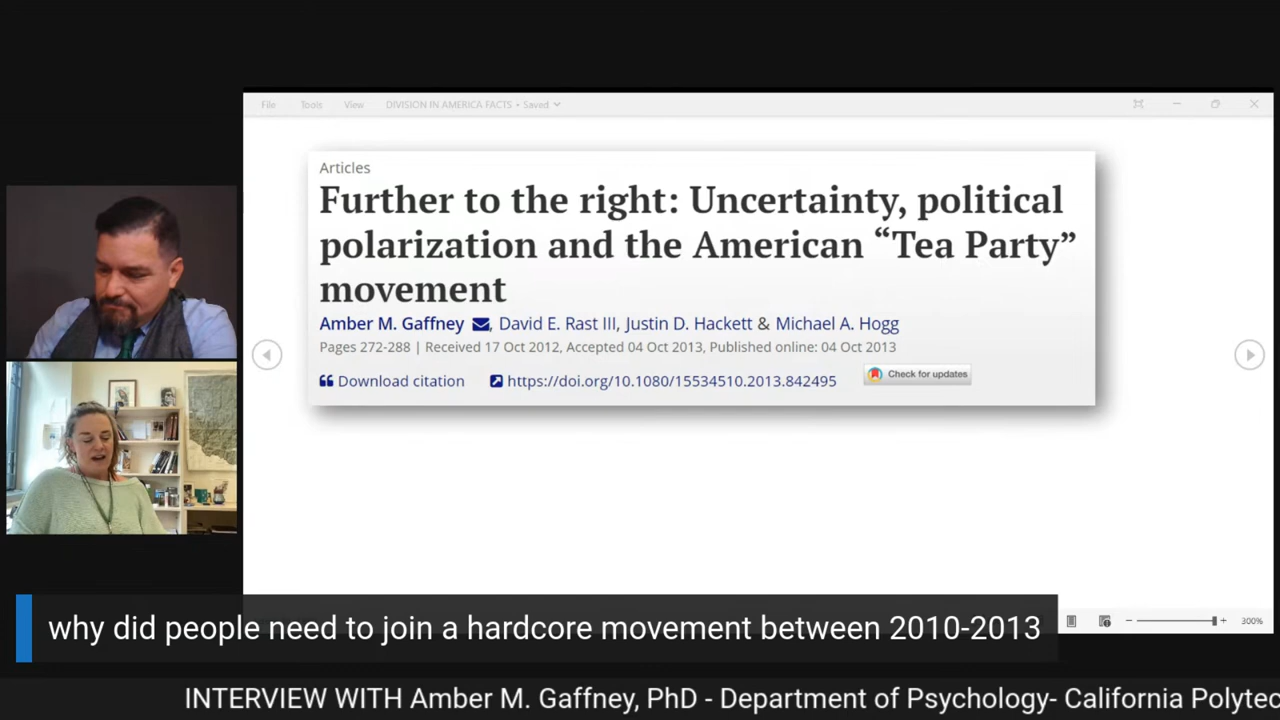 File Tools View DIVISION IN AMERICA FACTS • Saved
Articles
Further to the right: Uncertainty, political
polarization and the American “Tea Party”
movement
Amber M. Gaffney, David E. Rast III, Justin D. Hackett & Michael A. Hogg
Pages 272-288 | Received 17 Oct 2012, Accepted 04 Oct 2013, Published online: 04 Oct 2013
Download citation https://doi.org/10.1080/15534510.2013.842495 Check for updates
why did people need to join a hardcore movement between 2010-2013
300%
INTERVIEW WITH Amber M. Gaffney, PhD - Department of Psychology- California Polytec